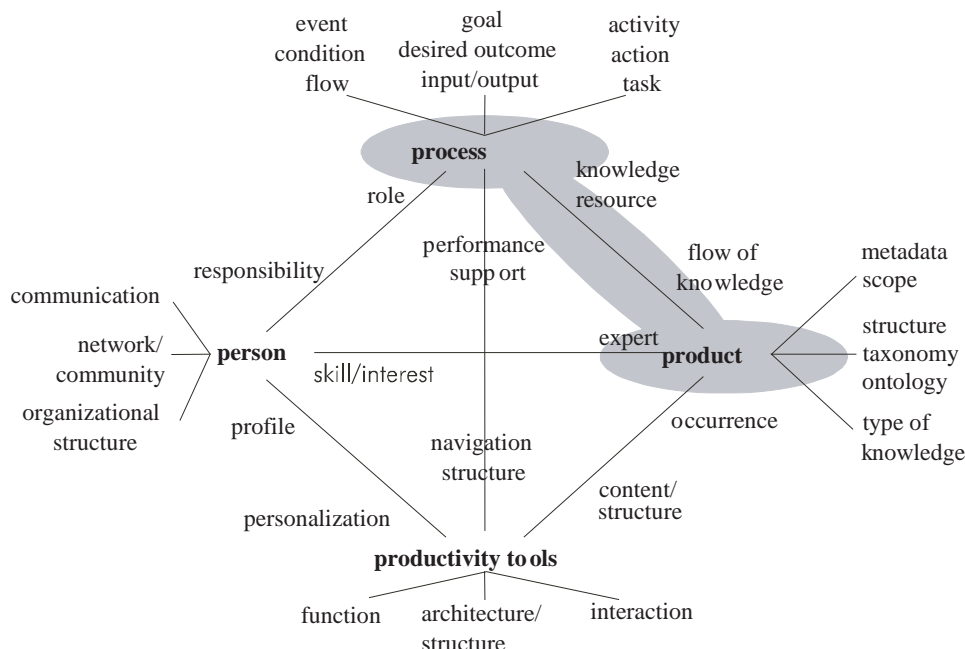 event
condition
flow
goal
desired outcome
input/output
activity
action
task
process
knowledge
resource
role
performance
support
flow of
knowledge
metadata
scope
responsibility
communication
network/
community
organizational
structure
person
skill/interest
expert
product
structure
taxonomy
ontology
type of
knowledge
profile
navigation
structure
occurrence
content/
structure
personalization
productivity tools
function
architecture/
structure
interaction